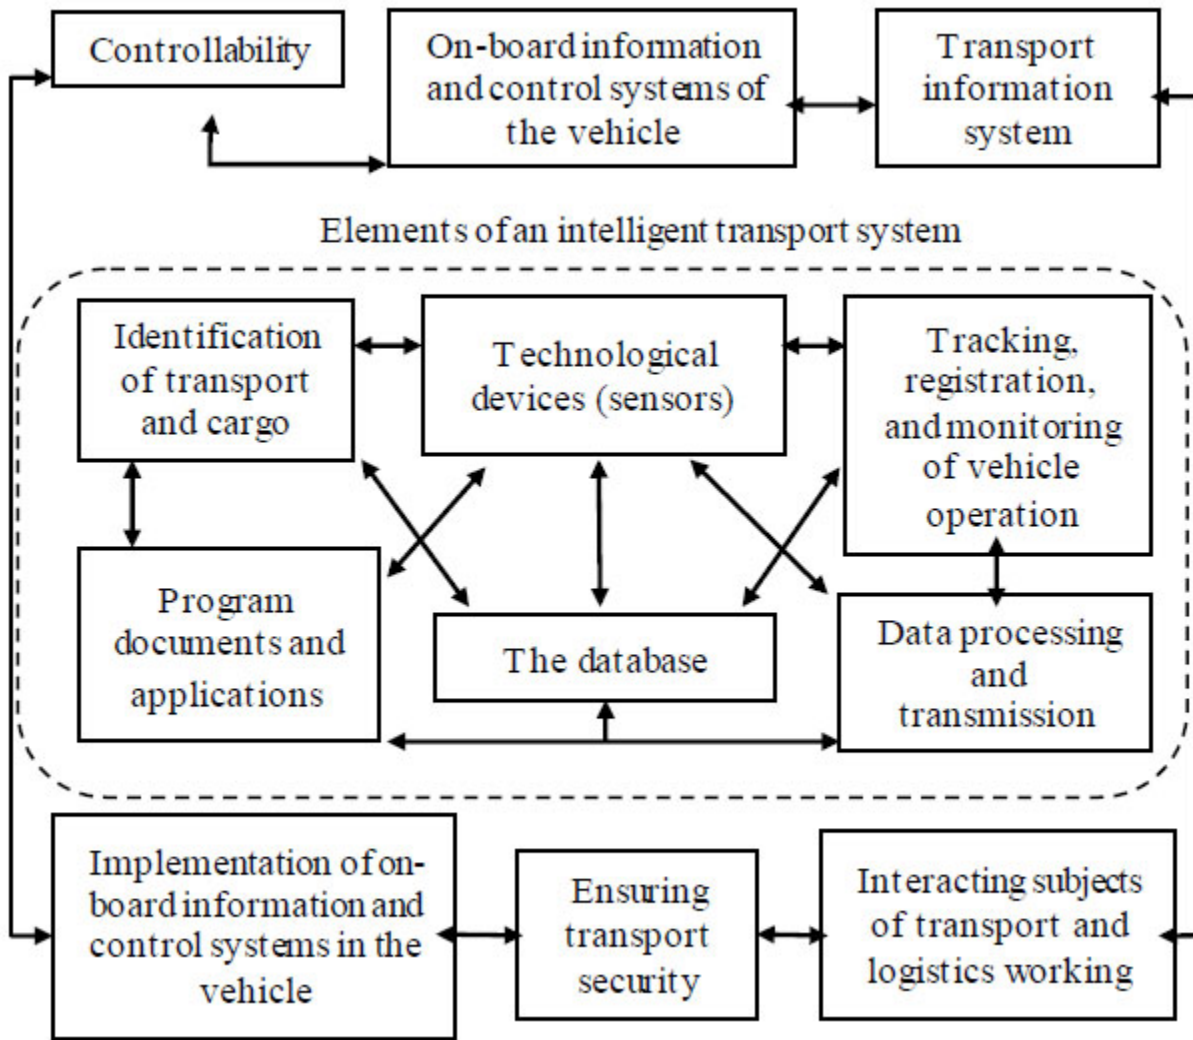 Controllability
On-board information
and control systems of
the vehicle
Transport
information
system
Elements of an intelligent transport system
Identification
of transport
and cargo
Technological
devices (sensors)
Tracking,
registration,
and monitoring
of vehicle
operation
Program
documents and
applications
The database
Data processing
and
transmission
Implementation of on-
board information and
control systems in the
vehicle
Ensuring
transport
security
Interacting subjects
of transport and
logistics working